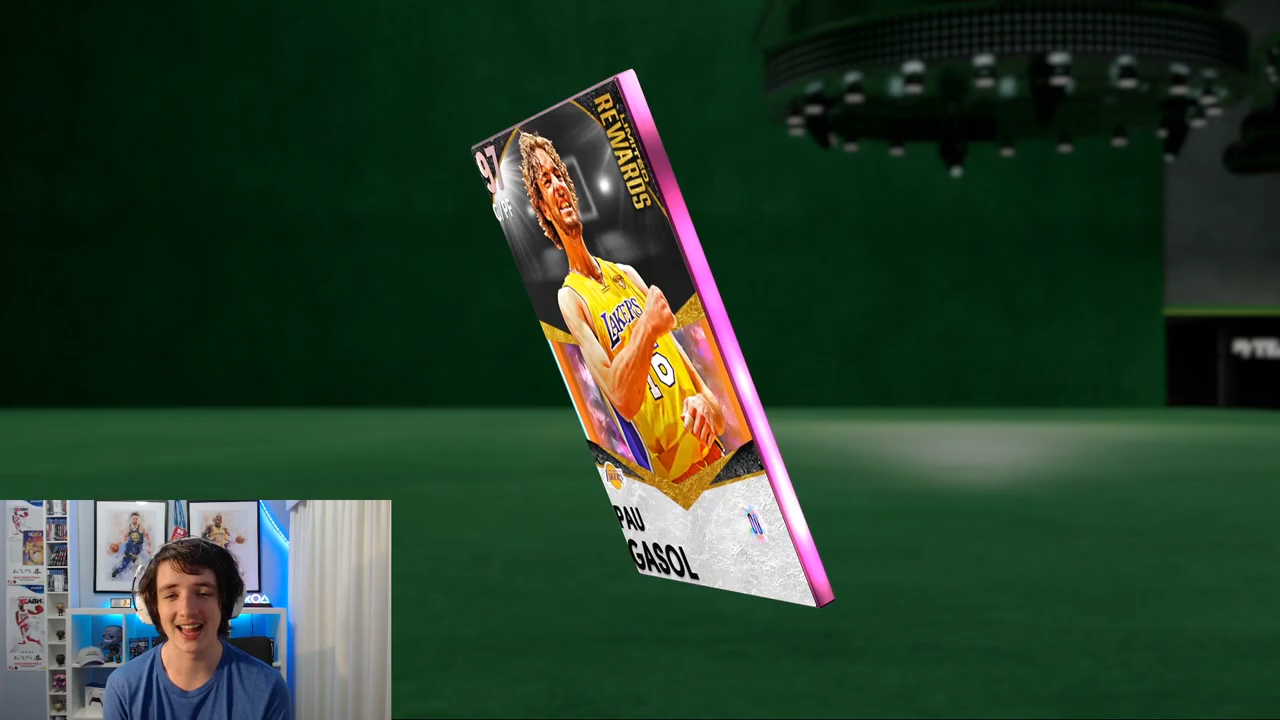 97
C/PF
LIMITED
REWARDS
LAKERS
16
PAU
GASOL